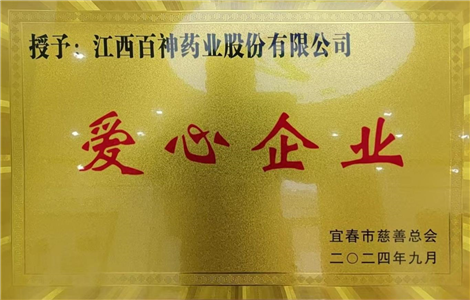 授予：江西百神药业股份有限公司
爱心企业
宜春市慈善总会
二〇二四年九月